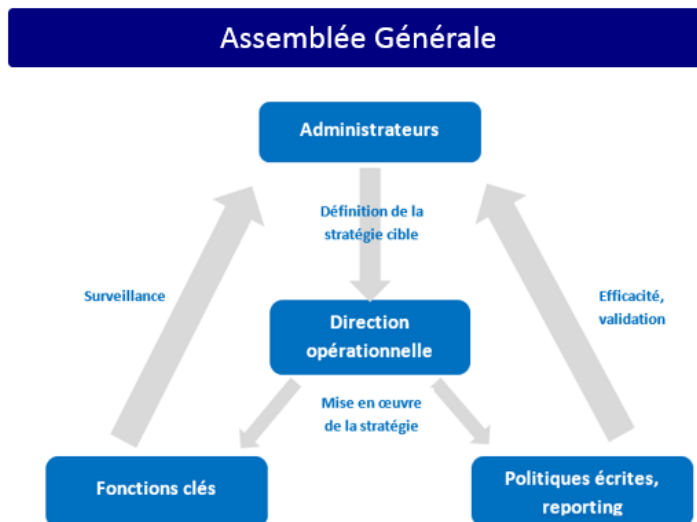 Assemblée Générale
Administrateurs
Définition de la
stratégie cible
Surveillance
Efficacité,
validation
Direction
opérationnelle
Mise en œuvre
de la stratégie
Fonctions clés
Politiques écrites,
reporting